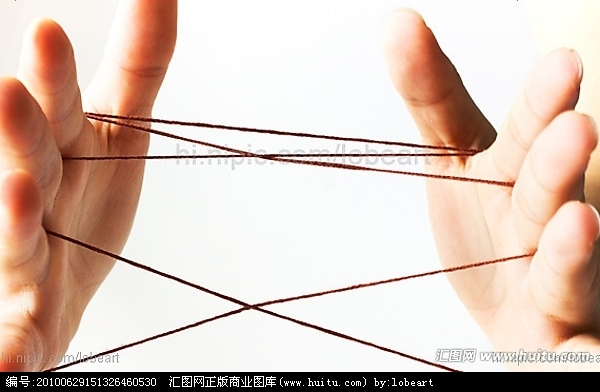 hi.nipic.com/lobeart
hi.nipic.com/lobeart
汇图网 www.huitu.com
编号:20100629151326460530 汇图网正版商业图库(www.huitu.com) by:lobeart